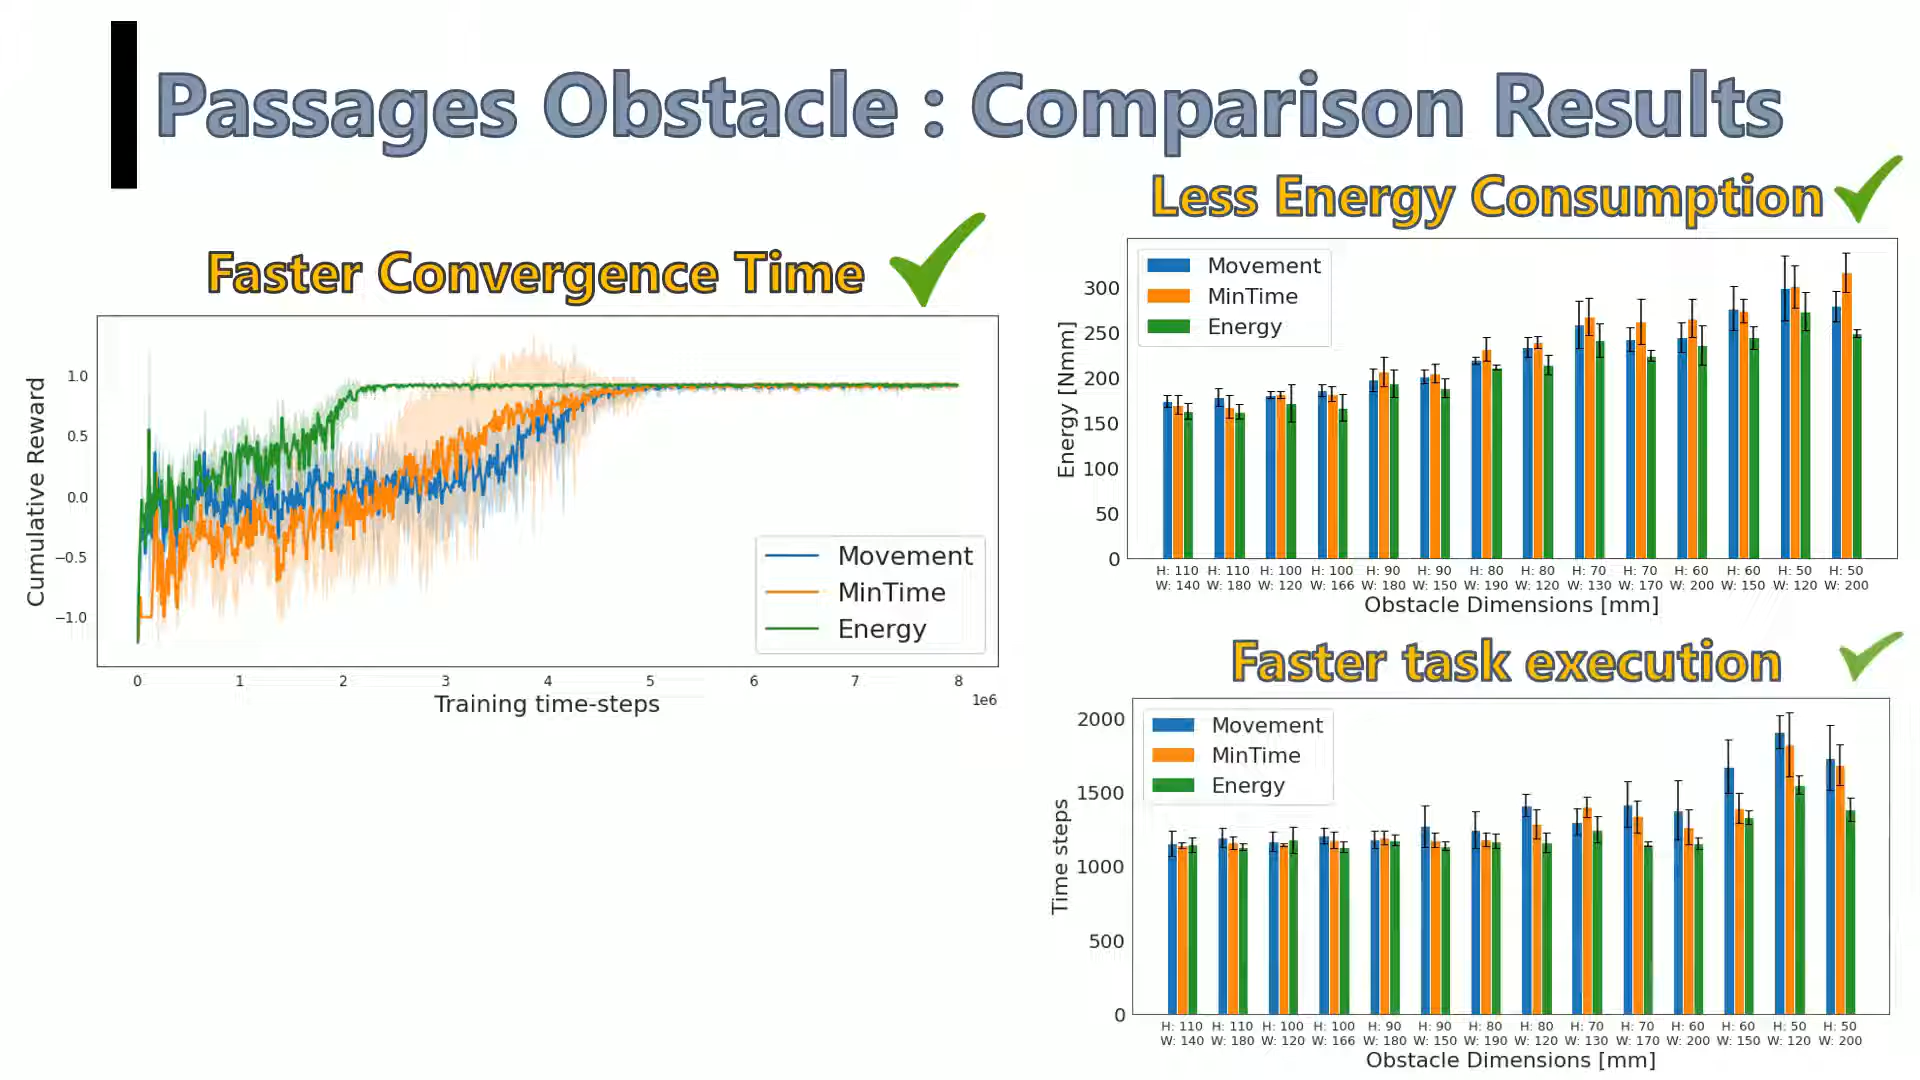 Passages Obstacle : Comparison Results
Faster Convergence Time
Cumulative Reward
1.0
0.5
0.0
−0.5
−1.0
Movement
MinTime
Energy
0 1 2 3 4 5 6 7 8
1e6
Training time-steps
Less Energy Consumption
Energy [Nmm]
300
250
200
150
100
50
0
Movement
MinTime
Energy
H: 110 H: 110 H: 100 H: 100 H: 90 H: 90 H: 80 H: 80 H: 70 H: 70 H: 60 H: 60 H: 50 H: 50
W: 140 W: 180 W: 120 W: 166 W: 180 W: 150 W: 190 W: 120 W: 130 W: 170 W: 200 W: 150 W: 120 W: 200
Obstacle Dimensions [mm]
Faster task execution
Time steps
2000
1500
1000
500
0
Movement
MinTime
Energy
H: 110 H: 110 H: 100 H: 100 H: 90 H: 90 H: 80 H: 80 H: 70 H: 70 H: 60 H: 60 H: 50 H: 50
W: 140 W: 180 W: 120 W: 166 W: 180 W: 150 W: 190 W: 120 W: 130 W: 170 W: 200 W: 150 W: 120 W: 200
Obstacle Dimensions [mm]